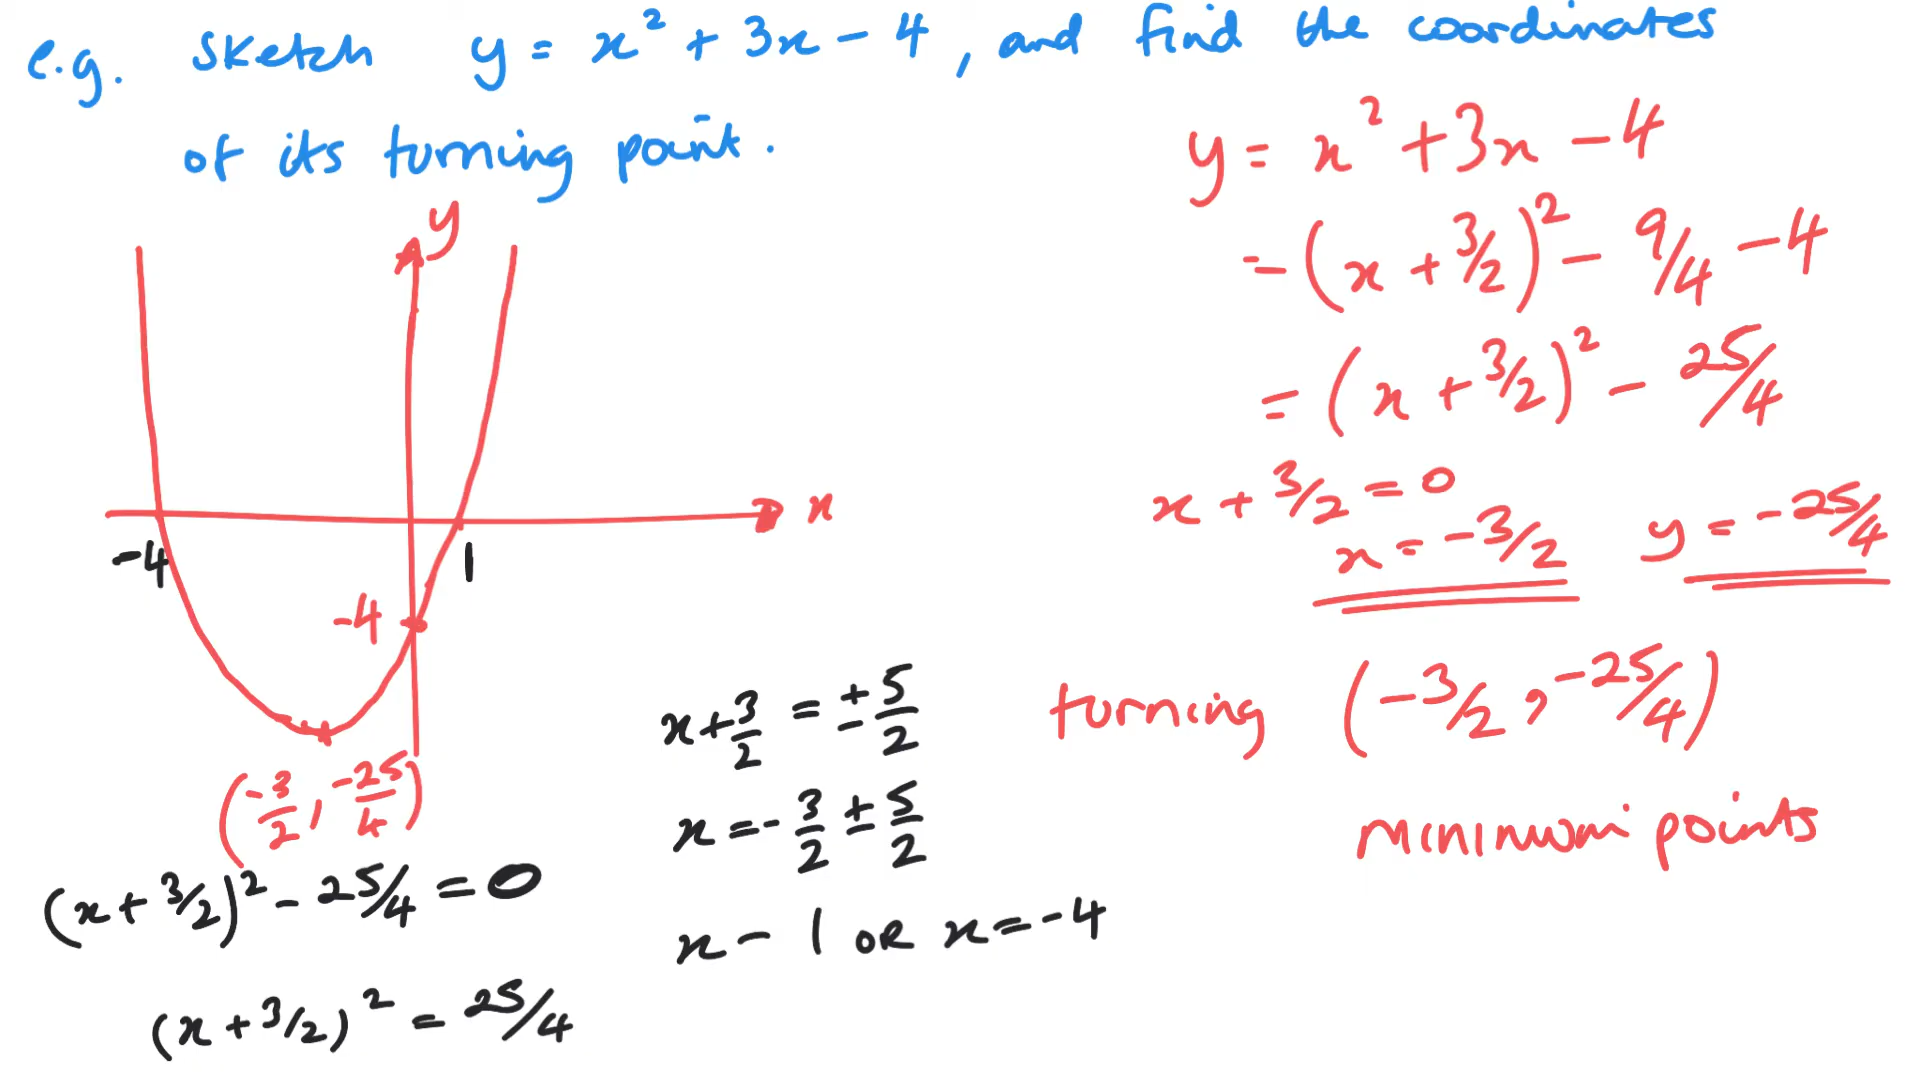 e.g. sketch y = x² + 3x - 4, and find the coordinates
of its turning point.
y = x² + 3x - 4
= (x + 3/2)² - 9/4 - 4
= (x + 3/2)² - 25/4
x + 3/2 = 0
x = -3/2 y = -25/4
turning (-3/2, -25/4)
minimum points
y
x
-4
1
-4
(-3/2, -25/4)
(x + 3/2)² - 25/4 = 0
(x + 3/2)² = 25/4
x + 3/2 = ± 5/2
x = - 3/2 ± 5/2
x - 1 OR x = -4